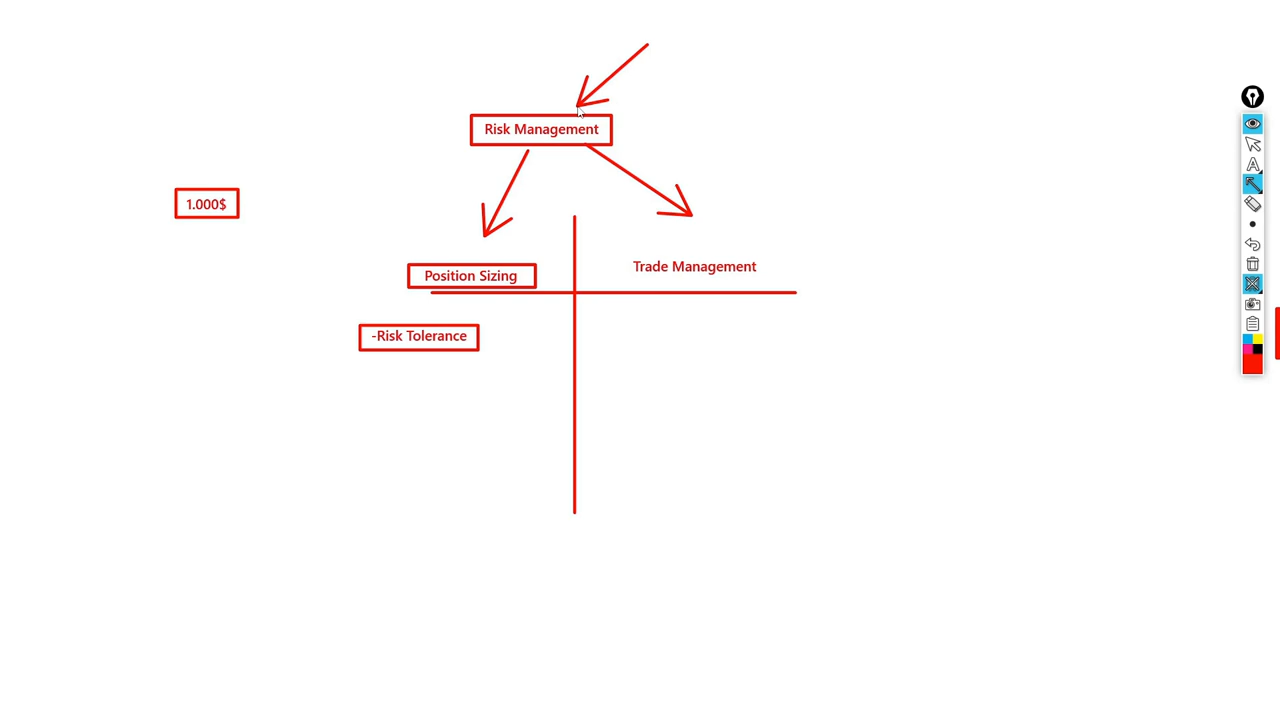 Risk Management
1.000$
Position Sizing
Trade Management
-Risk Tolerance